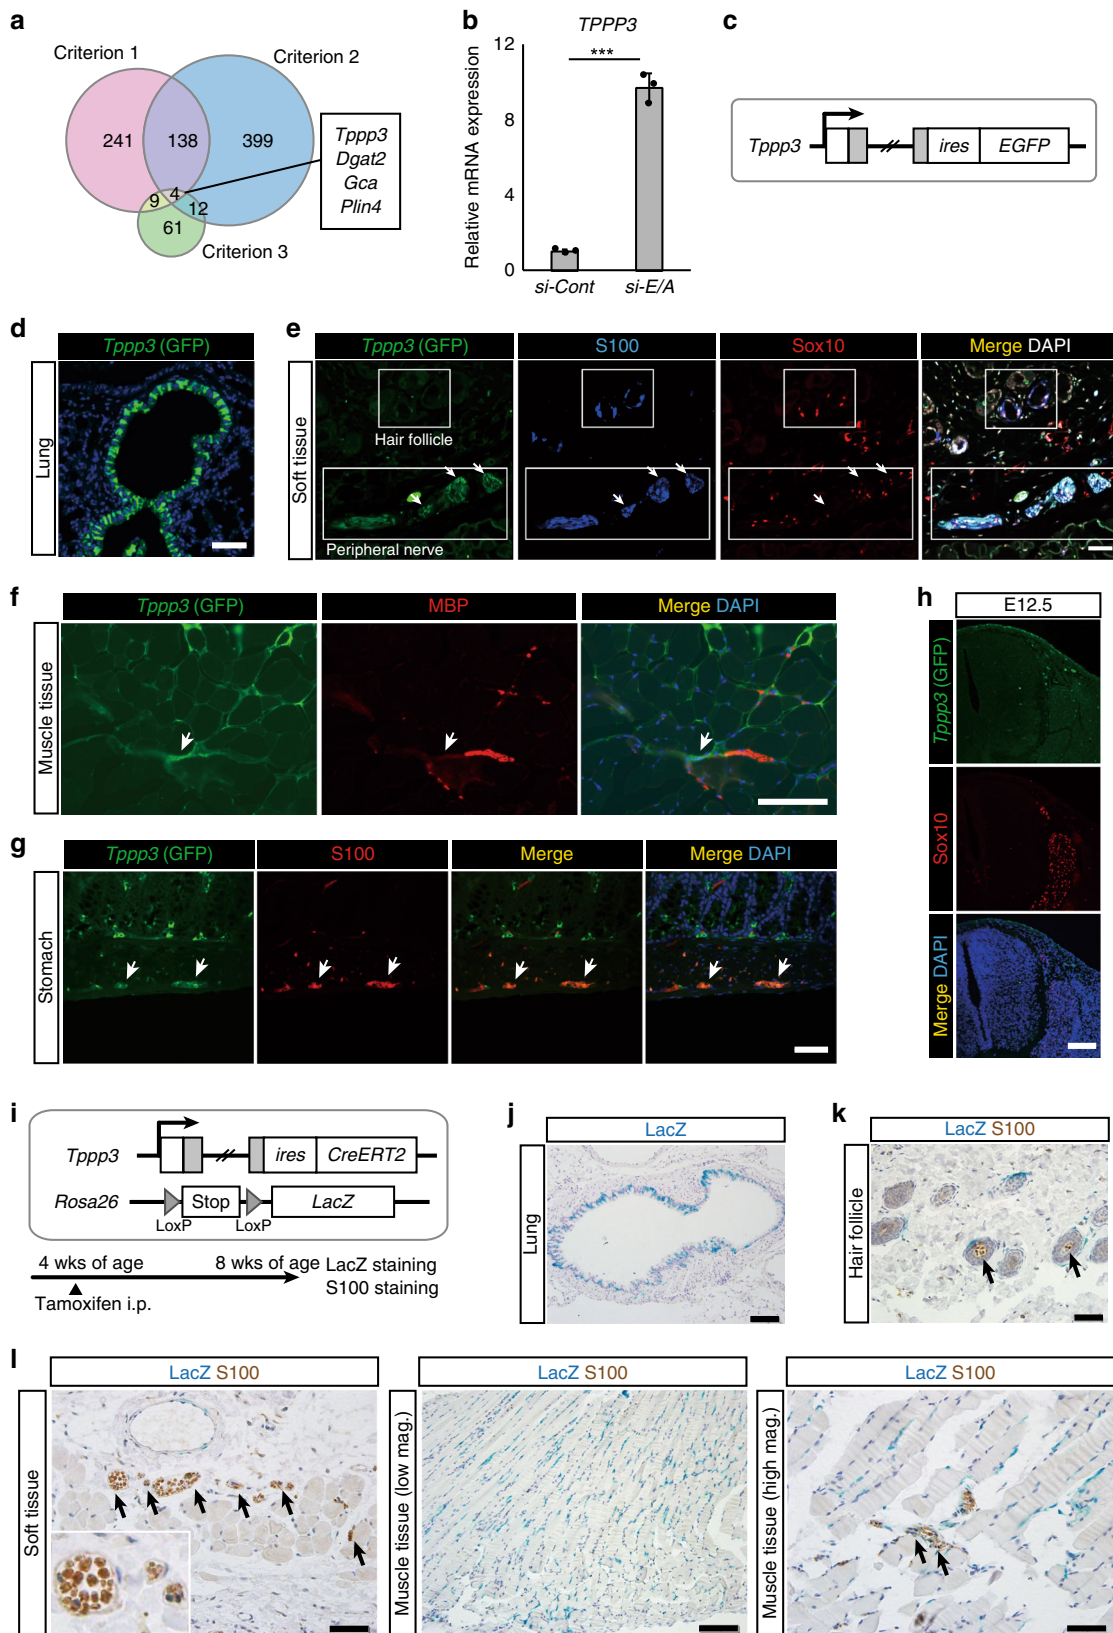 a
Criterion 1
Criterion 2
241
138
399
9
4
12
61
Criterion 3
Tppp3
Dgat2
Gca
Plin4
b
TPPP3
Relative mRNA expression
12
8
4
0
***
si-Cont
si-E/A
c
Tppp3
ires
EGFP
d
Tppp3 (GFP)
Lung
e
Tppp3 (GFP)
S100
Sox10
Merge DAPI
Soft tissue
Hair follicle
Peripheral nerve
f
Tppp3 (GFP)
MBP
Merge DAPI
Muscle tissue
g
Tppp3 (GFP)
S100
Merge
Merge DAPI
Stomach
h
E12.5
Tppp3 (GFP)
Sox10
Merge DAPI
i
Tppp3
ires
CreERT2
Rosa26
Stop
LacZ
LoxP
LoxP
4 wks of age
8 wks of age
LacZ staining
S100 staining
Tamoxifen i.p.
j
LacZ
Lung
k
LacZ S100
Hair follicle
l
LacZ S100
Soft tissue
LacZ S100
Muscle tissue (low mag.)
LacZ S100
Muscle tissue (high mag.)